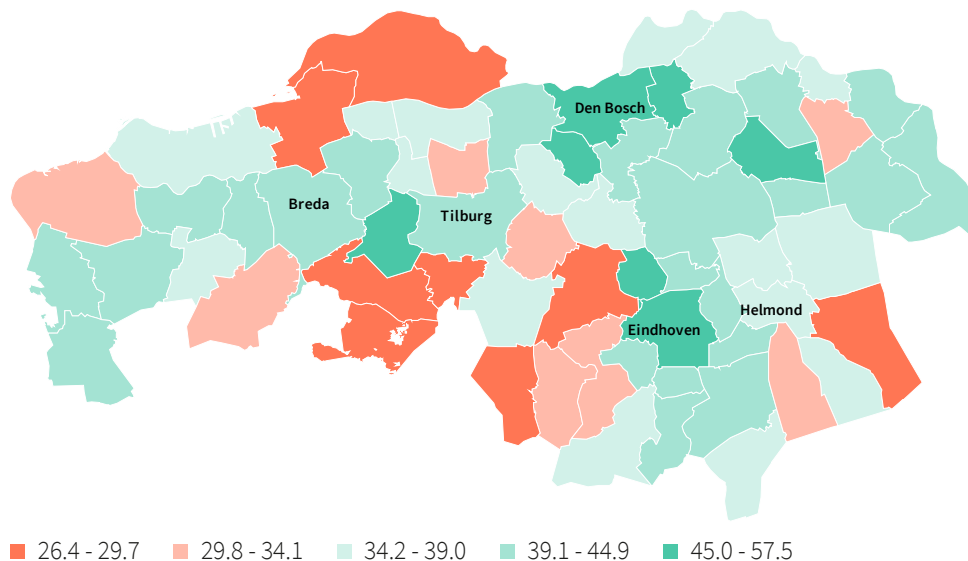 Den Bosch
Breda
Tilburg
Helmond
Eindhoven
26.4 - 29.7
29.8 - 34.1
34.2 - 39.0
39.1 - 44.9
45.0 - 57.5